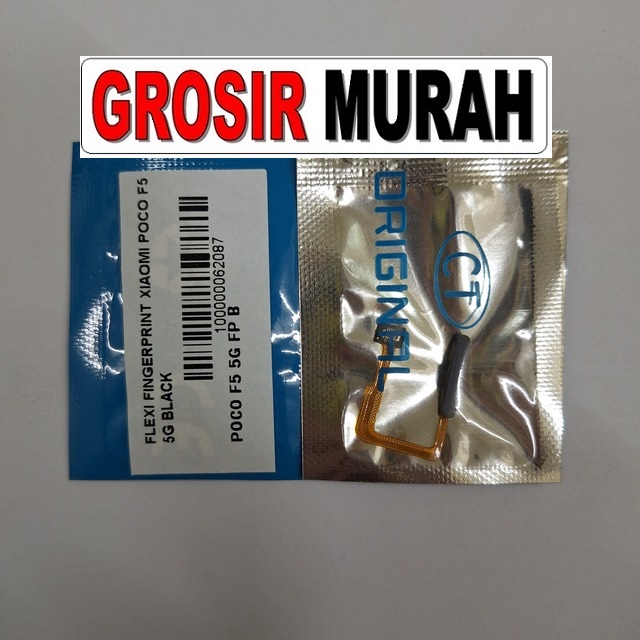 GROSIR MURAH
FLEXI FINGERPRINT XIAOMI POCO F5
5G BLACK
100000062087
POCO F5 5G FP B
ORIGINAL
CT